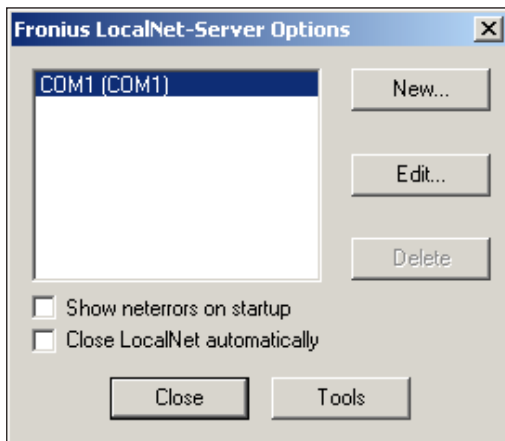 Fronius LocalNet-Server Options
COM1 (COM1)
New...
Edit...
Delete
Show neterrors on startup
Close LocalNet automatically
Close
Tools